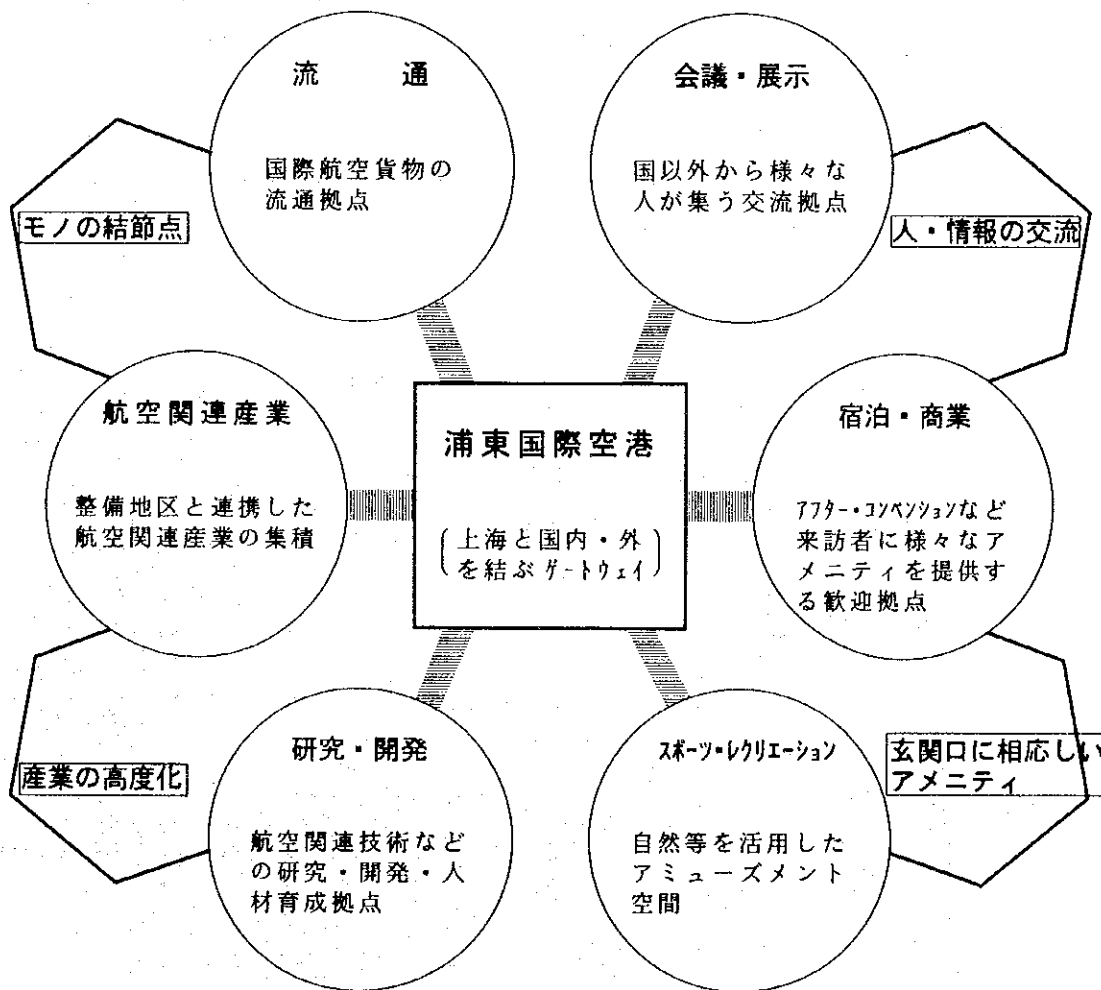 流　　通
国際航空貨物の
流通拠点
会議・展示
国以外から様々な
人が集う交流拠点
モノの結節点
人・情報の交流
航空関連産業
整備地区と連携した
航空関連産業の集積
浦東国際空港
(上海と国内・外
を結ぶゲートウェイ)
宿泊・商業
アフター・コンベンションなど
来訪者に様々なア
メニティを提供す
る歓迎拠点
産業の高度化
研究・開発
航空関連技術など
の研究・開発・人
材育成拠点
スポーツ・レクリエーション
自然等を活用した
アミューズメント
空間
玄関口に相応しい
アメニティ